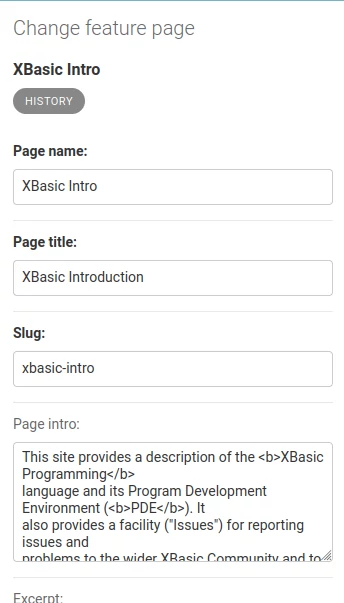 Change feature page
XBasic Intro
HISTORY
Page name:
XBasic Intro
Page title:
XBasic Introduction
Slug:
xbasic-intro
Page intro:
This site provides a description of the <b>XBasic
Programming</b>
language and its Program Development
Environment (<b>PDE</b>). It
also provides a facility ("Issues") for reporting
issues and
problems to the wider XBasic Community and to
Excerpt: